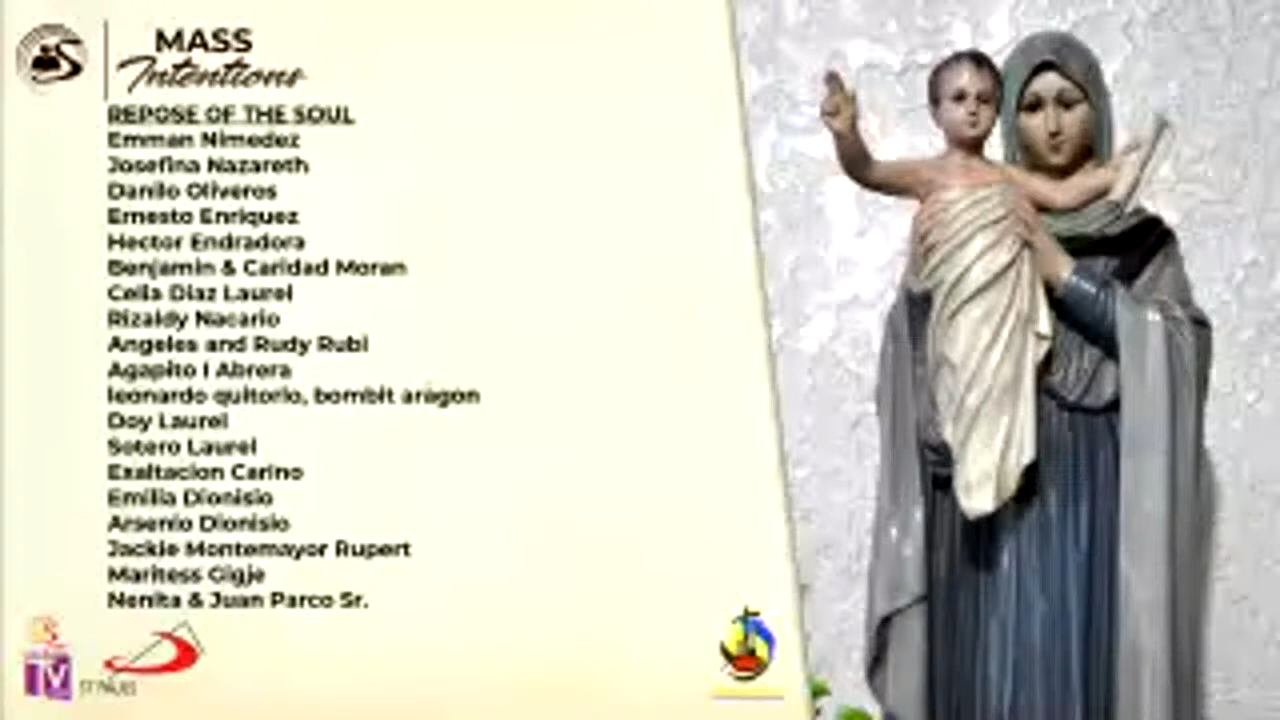 MASS
Intentions
REPOSE OF THE SOUL
Emman Nimedez
Josefina Nazareth
Danilo Oliveros
Ernesto Enriquez
Hector Endradora
Benjamin & Caridad Moran
Celia Diaz Laurel
Rizaldy Nacario
Angeles and Rudy Rubi
Agapito I Abrera
leonardo quitorio, bombit aragon
Doy Laurel
Sotero Laurel
Exaltacion Carino
Emilia Dionisio
Arsenio Dionisio
Jackie Montemayor Rupert
Maritess Gigje
Nenita & Juan Parco Sr.
TV
ST PAULS